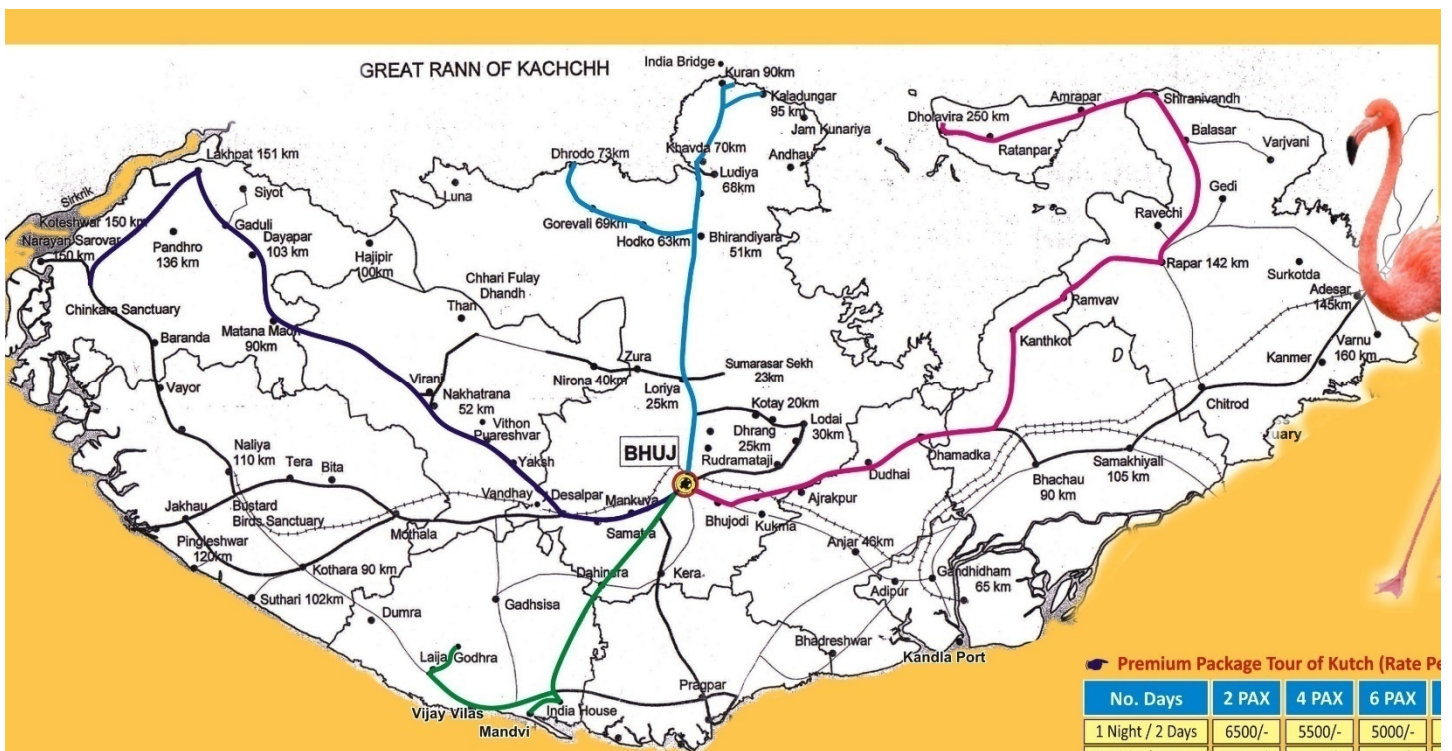 GREAT RANN OF KACHCHH
India Bridge
Kuran 90km
Kaladungar
95 km
Jam Kunariya
Khavda 70km
Andhau
Ludiya
68km
Dhrodo 73km
Gorevali 69km
Hodko 63km
Bhirandiyara
51km
Luna
Lakhpat 151 km
Siyot
Sirkrik
Koteshwar 150 km
Narayan Sarovar
150 km
Gaduli
Pandhro
136 km
Dayapar
103 km
Hajipir
100km
Chhari Fulay
Dhandh
Than
Chinkara Sanctuary
Baranda
Matana Madh
90km
Vayor
Virani
Nakhatrana
52 km
Vithon
Puareshvar
Yaksh
Nirona 40km
Zura
Loriya
25km
Sumarasar Sekh
23km
Kotay 20km
Lodai
30km
Dhrang
25km
Rudramataji
BHUJ
Dholavira 250 km
Amrapar
Shiranivandh
Ratanpar
Balasar
Varjvani
Gedi
Ravechi
Rapar 142 km
Surkotda
Adesar
145km
Ramvav
Kanthkot
Varnu
160 km
Kanmer
Chitrod
uary
Samakhiyali
105 km
Bhachau
90 km
Dhamadka
Dudhai
Ajrakpur
Bhujodi
Kukma
Anjar 46km
Adipur
Gandhidham
65 km
Kandla Port
Bhadreshwar
Naliya
110 km
Tera
Bita
Bustard
Birds Sanctuary
Jakhau
Pingleshwar
120km
Kothara 90 km
Suthari 102km
Mothala
Vandhay
Desalpar
Mankuva
Samatra
Dahinsra
Kera
Dumra
Gadhsisa
Laija
Godhra
Vijay Vilas
Mandvi
India House
Pragpar
Premium Package Tour of Kutch (Rate Pe
No. Days 2 PAX 4 PAX 6 PAX
1 Night / 2 Days 6500/- 5500/- 5000/-